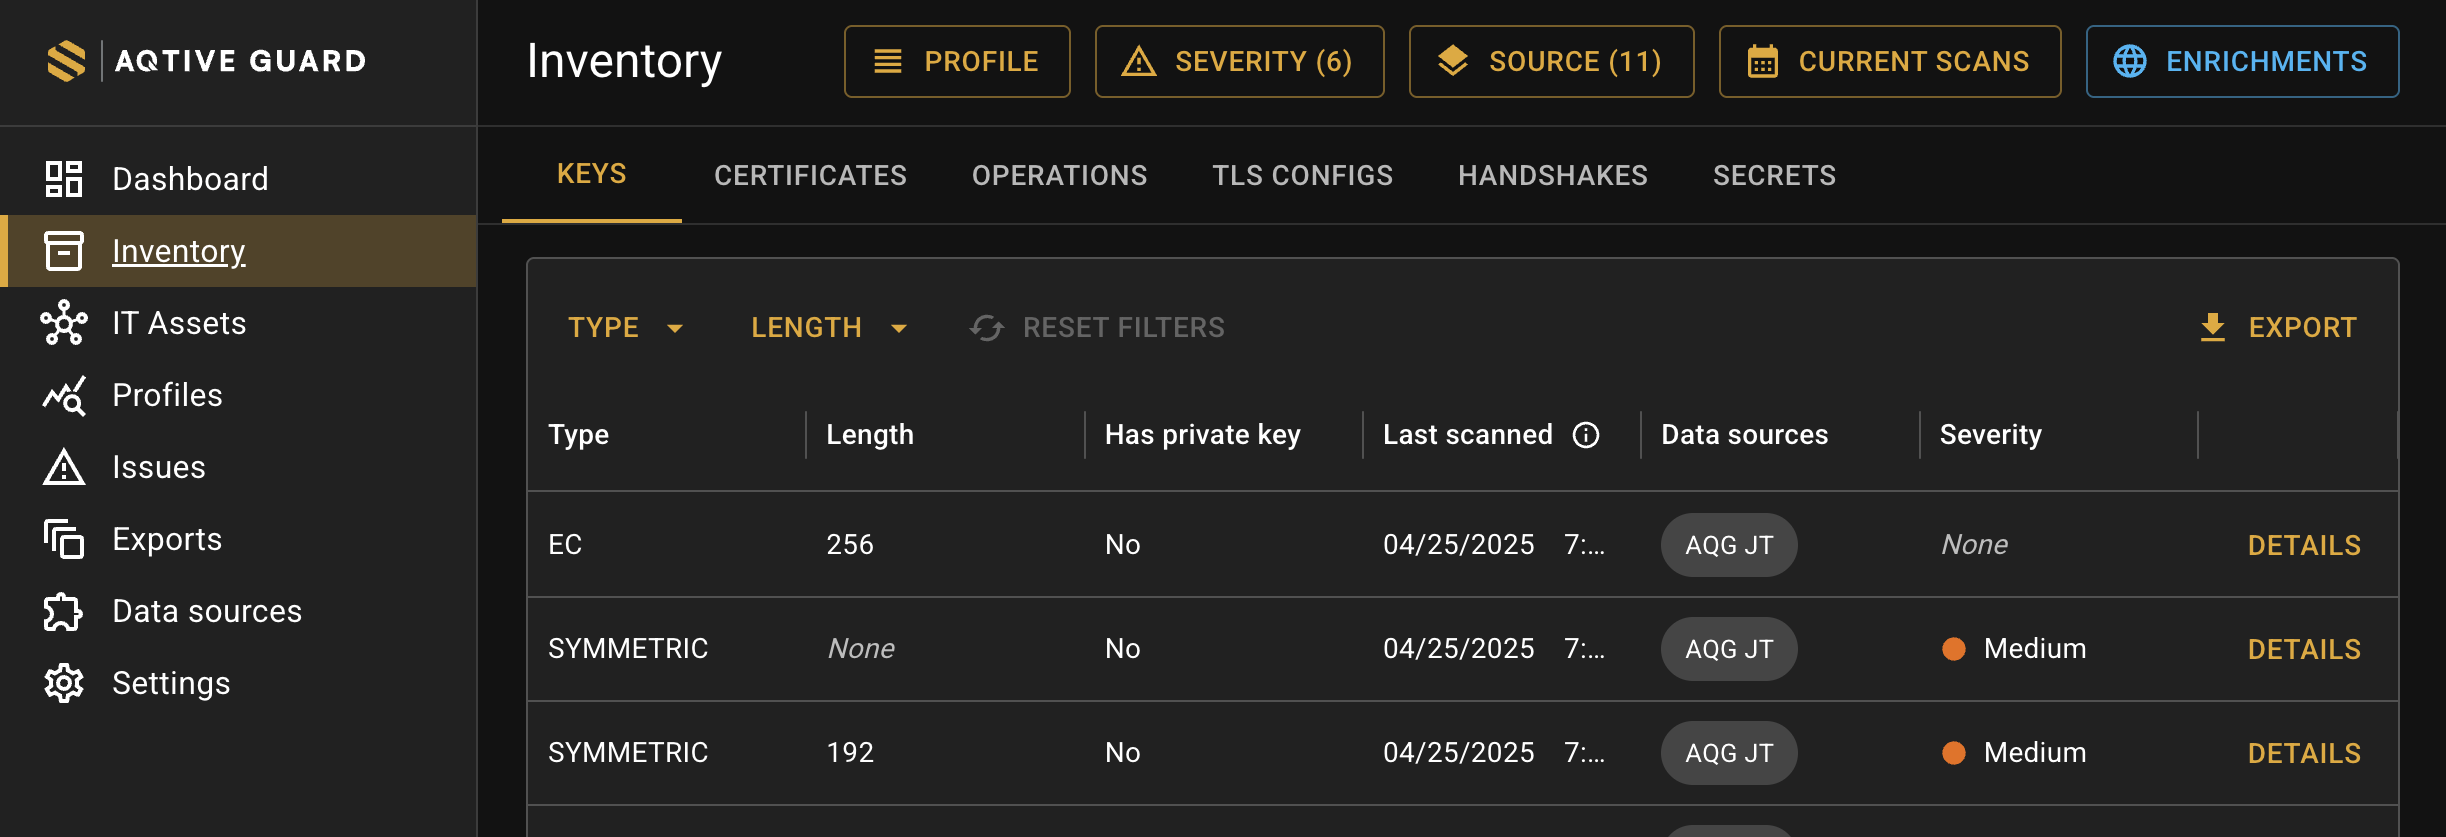 AQTIVE GUARD
Inventory
PROFILE
SEVERITY (6)
SOURCE (11)
CURRENT SCANS
ENRICHMENTS
Dashboard
Inventory
IT Assets
Profiles
Issues
Exports
Data sources
Settings
KEYS
CERTIFICATES
OPERATIONS
TLS CONFIGS
HANDSHAKES
SECRETS
TYPE
LENGTH
RESET FILTERS
EXPORT
Type Length Has private key Last scanned Data sources Severity
EC 256 No 04/25/2025 7:... AQG JT None DETAILS
SYMMETRIC None No 04/25/2025 7:... AQG JT Medium DETAILS
SYMMETRIC 192 No 04/25/2025 7:... AQG JT Medium DETAILS